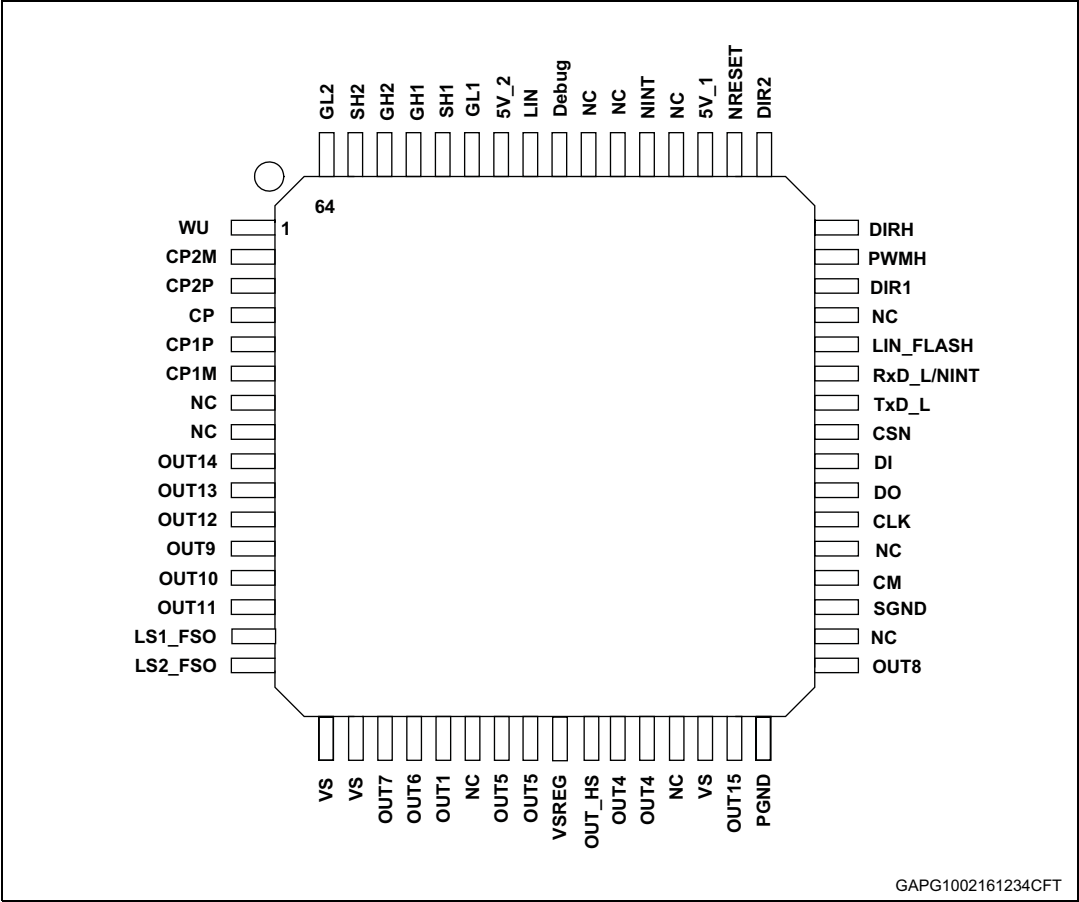 GL2
SH2
GH2
GH1
SH1
GL1
5V_2
LIN
Debug
NC
NC
NINT
NC
5V_1
NRESET
DIR2
64
1
WU
CP2M
CP2P
CP
CP1P
CP1M
NC
NC
OUT14
OUT13
OUT12
OUT9
OUT10
OUT11
LS1_FSO
LS2_FSO
DIRH
PWMH
DIR1
NC
LIN_FLASH
RxD_L/NINT
TxD_L
CSN
DI
DO
CLK
NC
CM
SGND
NC
OUT8
VS
VS
OUT7
OUT6
OUT1
NC
OUT5
OUT5
VSREG
OUT_HS
OUT4
OUT4
NC
VS
OUT15
PGND
GAPG1002161234CFT